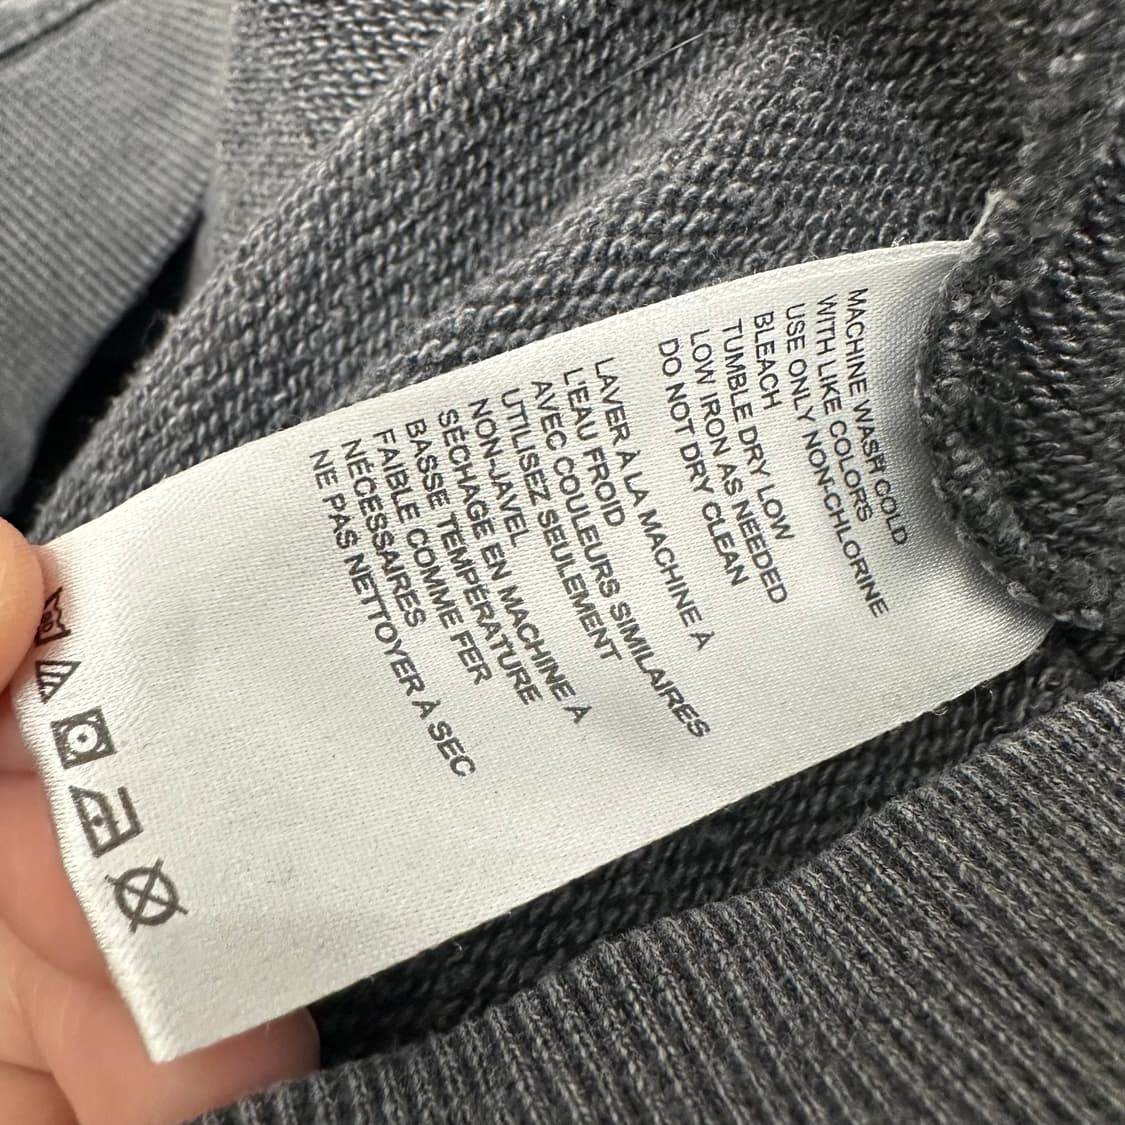 MACHINE WASH COLD
WITH LIKE COLORS
USE ONLY NON-CHLORINE
BLEACH
TUMBLE DRY LOW
LOW IRON AS NEEDED
DO NOT DRY CLEAN
LAVER À LA MACHINE À
L'EAU FROID
AVEC COULEURS SIMILAIRES
UTILISEZ SEULEMENT
NON-JAVEL
SÉCHAGE EN MACHINE À
BASSE TEMPÉRATURE
FAIBLE COMME FER
NÉCESSAIRES
NE PAS NETTOYER À SEC